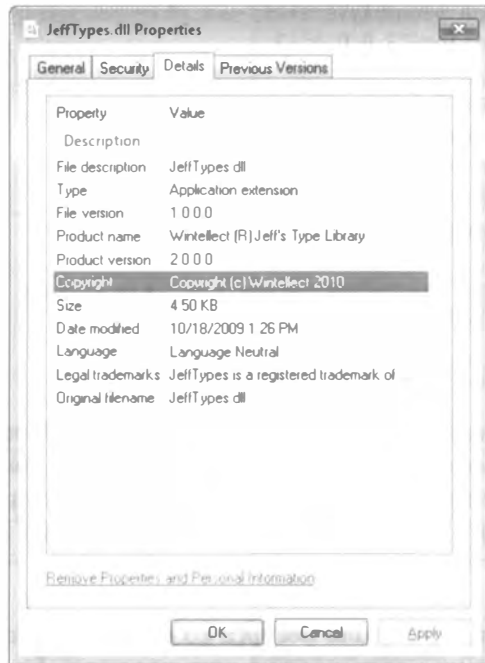 JeffTypes.dll Properties
General Security Details Previous Versions
Property Value
Description
File description JeffTypes dll
Type Application extension
File version 1 0 0 0
Product name Wintellect (R) Jeff's Type Library
Product version 2 0 0 0
Copyright Copyright (c) Wintellect 2010
Size 4 50 KB
Date modified 10/18/2009 1 26 PM
Language Language Neutral
Legal trademarks JeffTypes is a registered trademark of
Original filename JeffTypes dll
Remove Properties and Personal Information
OK Cancel Apply